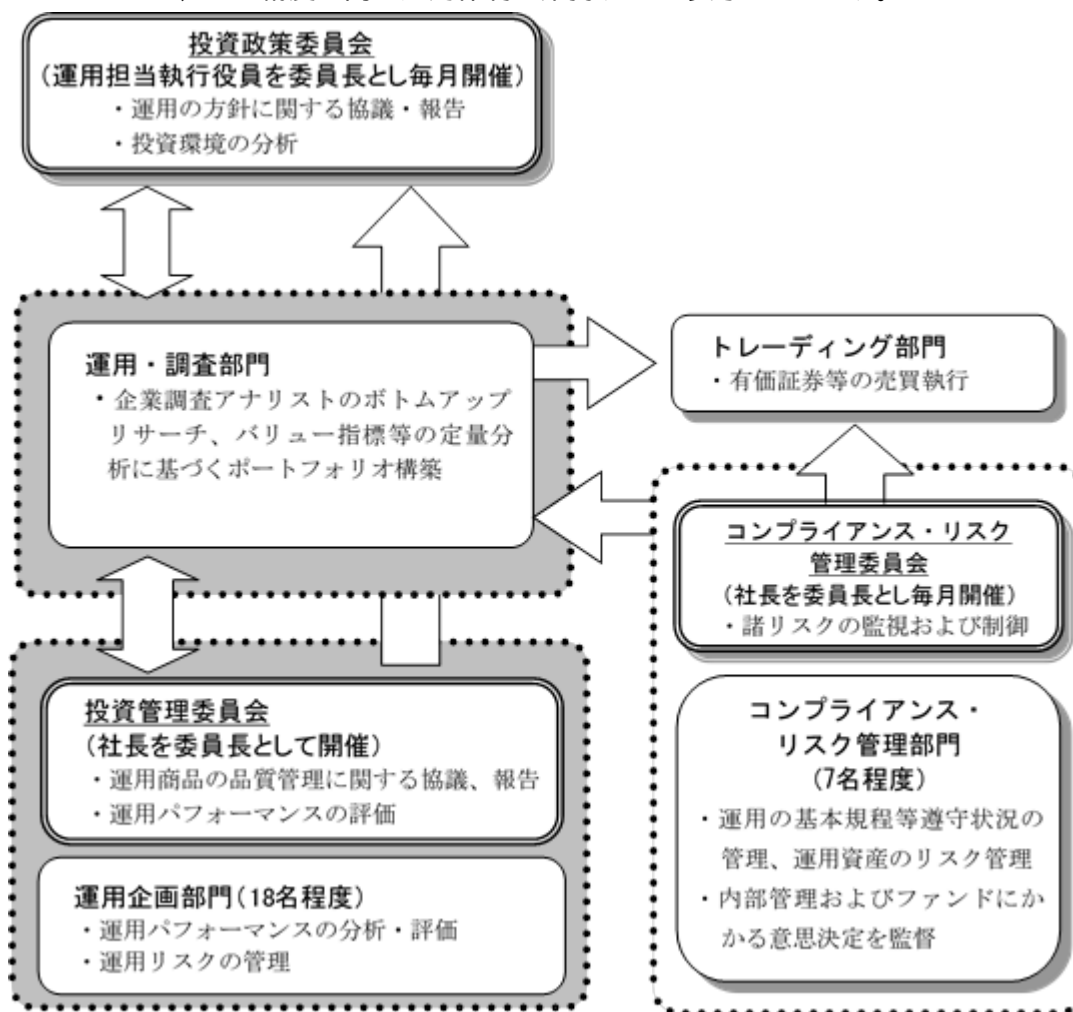 投資政策委員会
(運用担当執行役員を委員長とし毎月開催)
・運用の方針に関する協議・報告
・投資環境の分析
運用・調査部門
・企業調査アナリストのボトムアップ
リサーチ、バリュー指標等の定量分
析に基づくポートフォリオ構築
トレーディング部門
・有価証券等の売買執行
コンプライアンス・リスク
管理委員会
(社長を委員長とし毎月開催)
・諸リスクの監視および制御
投資管理委員会
(社長を委員長として開催)
・運用商品の品質管理に関する協議、報告
・運用パフォーマンスの評価
運用企画部門(18名程度)
・運用パフォーマンスの分析・評価
・運用リスクの管理
コンプライアンス・
リスク管理部門
(7名程度)
・運用の基本規程等遵守状況の
管理、運用資産のリスク管理
・内部管理およびファンドにか
かる意思決定を監督